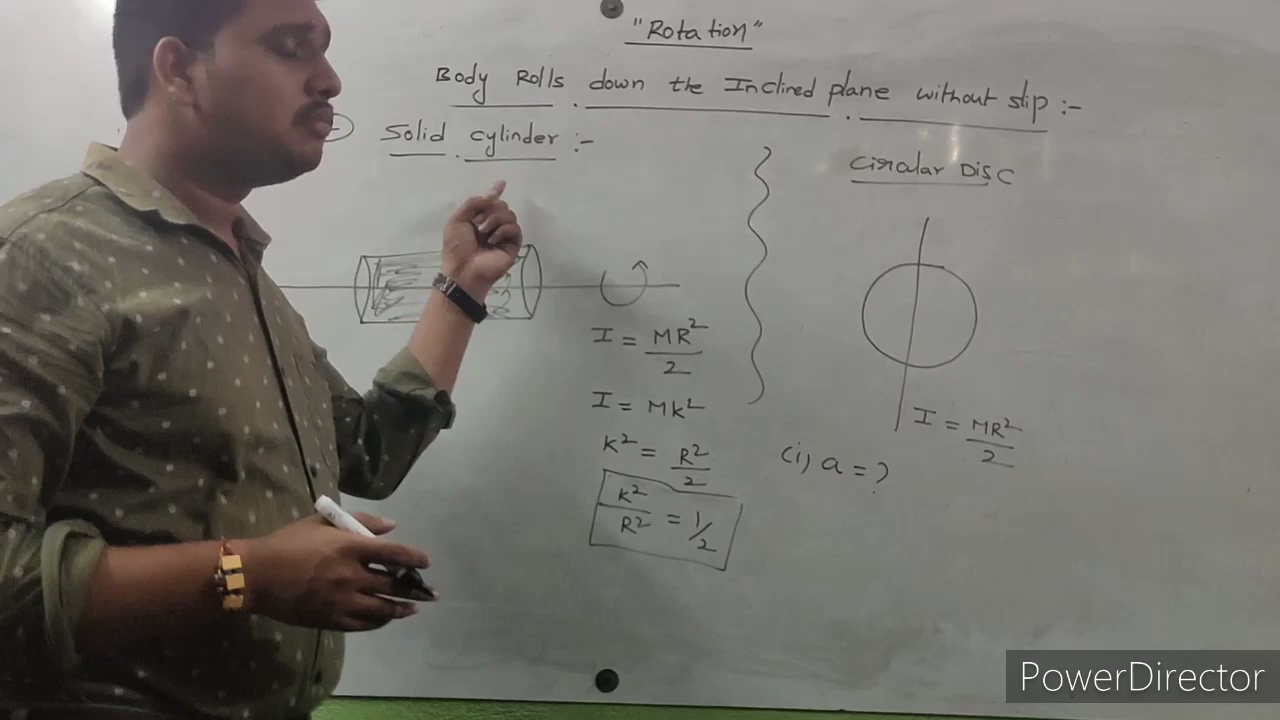 "Rotation"
Body Rolls down the Inclined plane without slip :-
Solid cylinder :-
I = MR²/2
I = MK²
K² = R²/2
K²/R² = 1/2
Circular Disc
I = MR²/2
(i) a = ?
PowerDirector